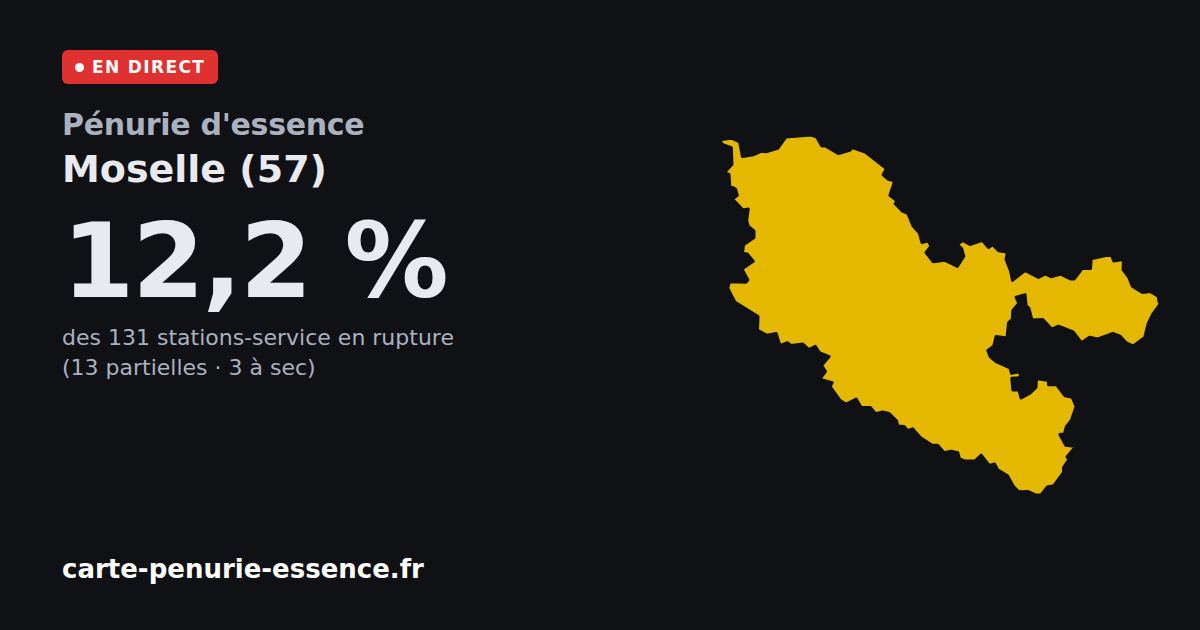 EN DIRECT
Pénurie d'essence
Moselle (57)
12,2 %
des 131 stations-service en rupture
(13 partielles · 3 à sec)
carte-penurie-essence.fr